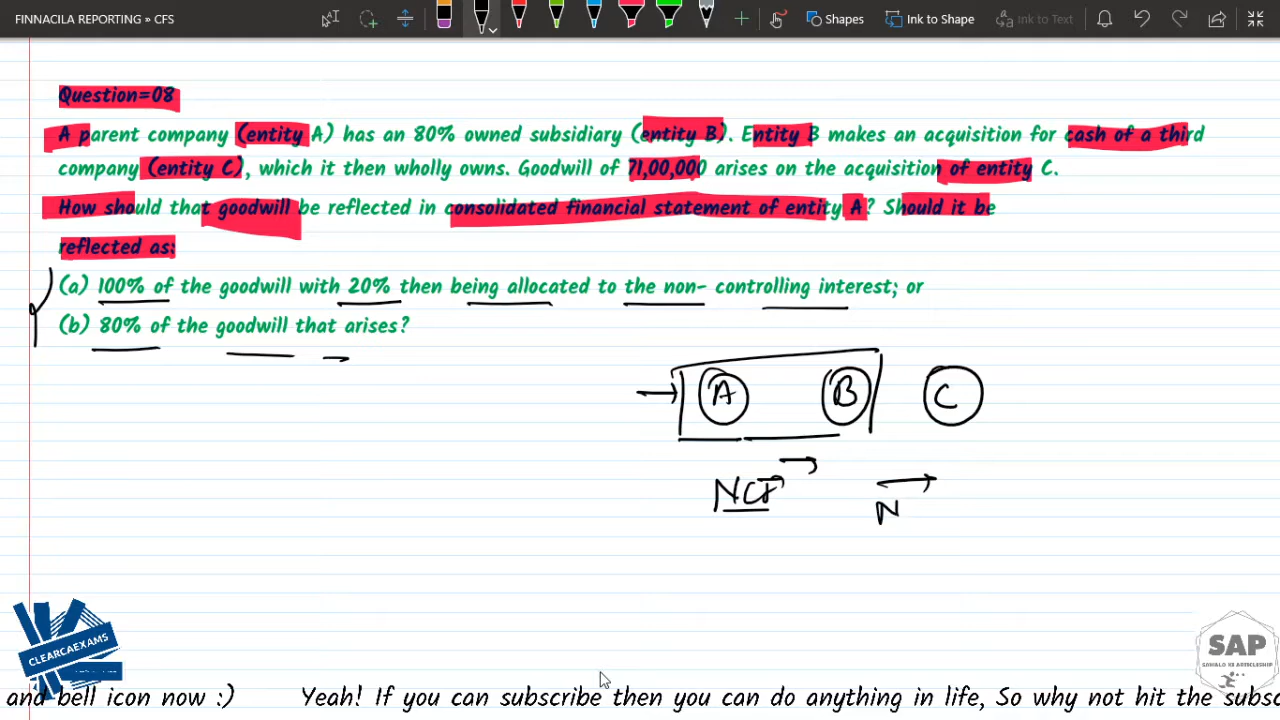 FINNACILA REPORTING » CFS
Shapes
Ink to Shape
Ink to Text
Question=08
A parent company (entity A) has an 80% owned subsidiary (entity B). Entity B makes an acquisition for cash of a third
company (entity C), which it then wholly owns. Goodwill of 71,00,000 arises on the acquisition of entity C.
How should that goodwill be reflected in consolidated financial statement of entity A? Should it be
reflected as:
(a) 100% of the goodwill with 20% then being allocated to the non- controlling interest; or
(b) 80% of the goodwill that arises?
A B C
NCI
N
CLEARCAEXAMS
SAP
SAWAALO KE ARTICLESHIP
and bell icon now :) Yeah! If you can subscribe then you can do anything in life, So why not hit the subsc